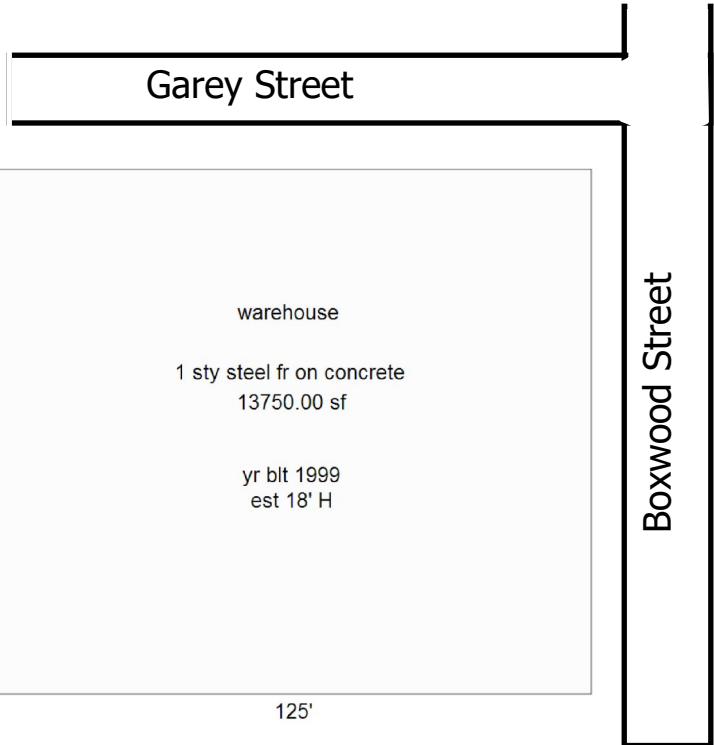 Garey Street
warehouse
1 sty steel fr on concrete
13750.00 sf
yr blt 1999
est 18' H
Boxwood Street
125'